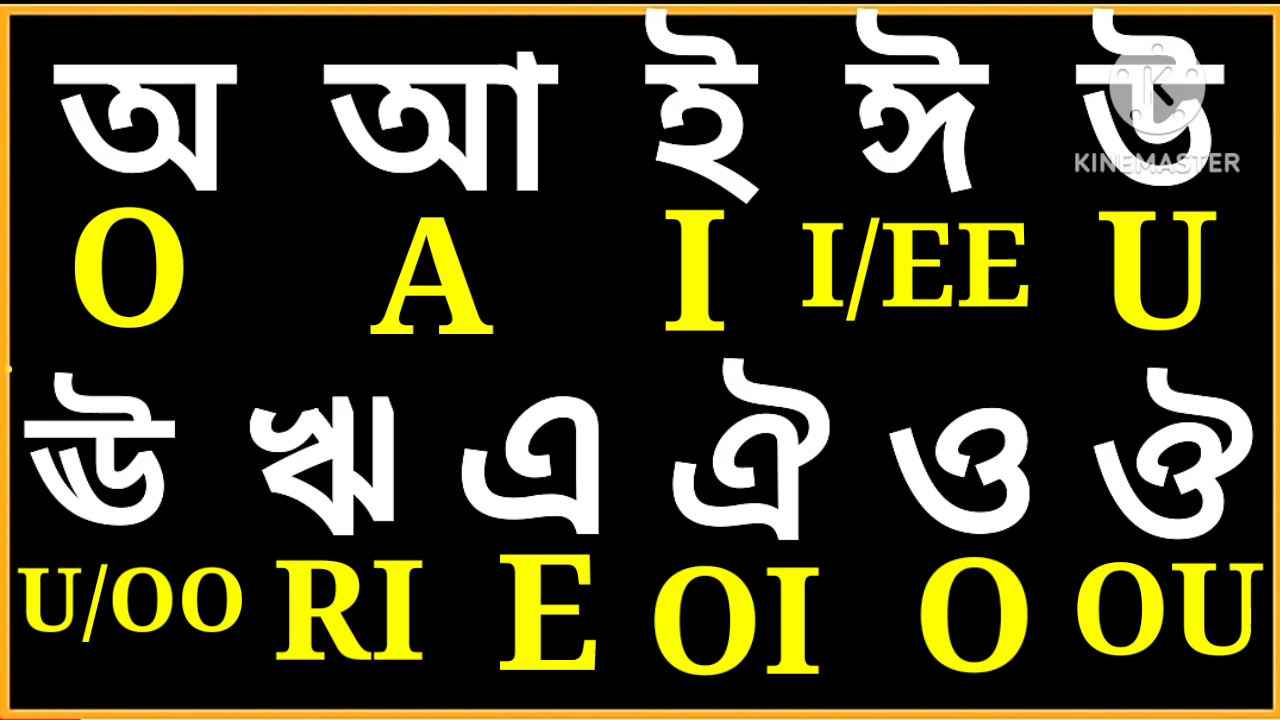 অ আ ই ঈ উ
KINEMASTER
O A I I/EE U
ঊ ঋ এ ঐ ও ঔ
U/OO RI E OI O OU